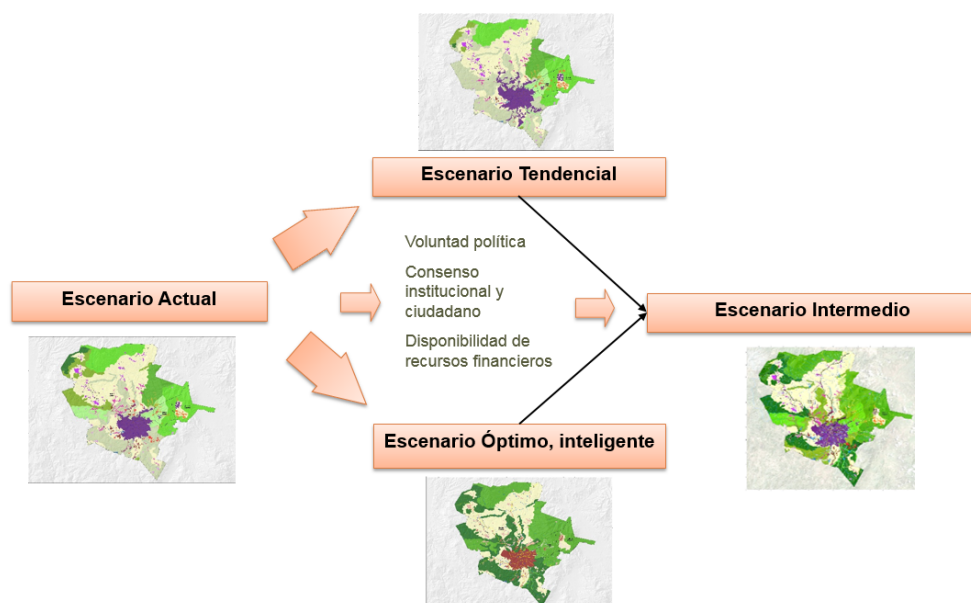 Escenario Tendencial
Voluntad política
Consenso
institucional y
ciudadano
Disponibilidad de
recursos financieros
Escenario Actual
Escenario Intermedio
Escenario Óptimo, inteligente